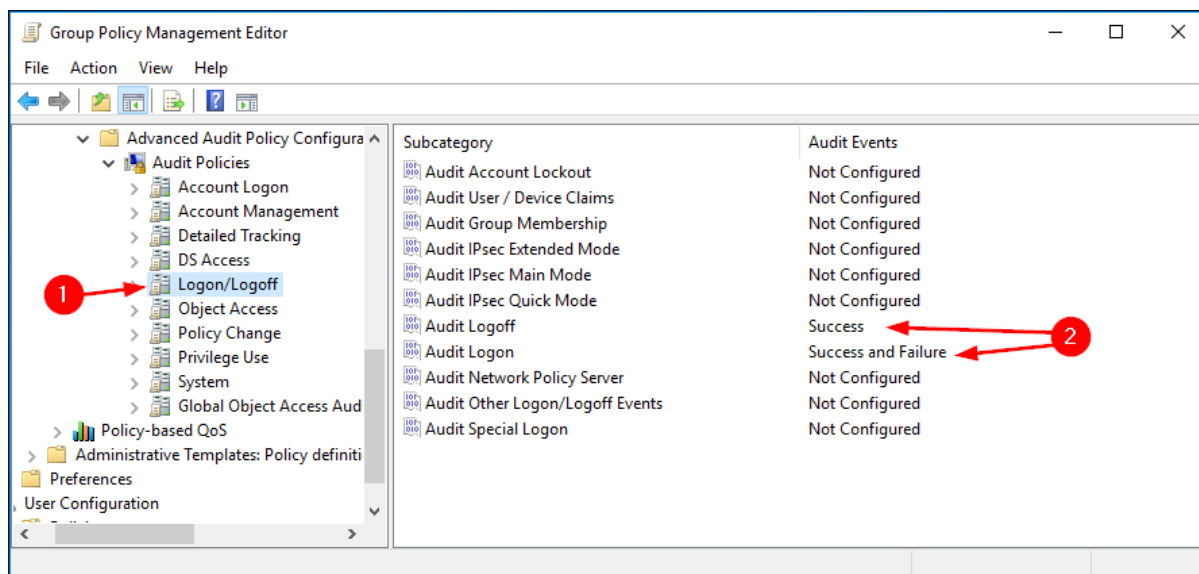 Group Policy Management Editor
File Action View Help
Advanced Audit Policy Configura
Audit Policies
Account Logon
Account Management
Detailed Tracking
DS Access
1
Logon/Logoff
Object Access
Policy Change
Privilege Use
System
Global Object Access Aud
Policy-based QoS
Administrative Templates: Policy definiti
Preferences
User Configuration
Subcategory Audit Events
Audit Account Lockout Not Configured
Audit User / Device Claims Not Configured
Audit Group Membership Not Configured
Audit IPsec Extended Mode Not Configured
Audit IPsec Main Mode Not Configured
Audit IPsec Quick Mode Not Configured
Audit Logoff Success
2
Audit Logon Success and Failure
Audit Network Policy Server Not Configured
Audit Other Logon/Logoff Events Not Configured
Audit Special Logon Not Configured